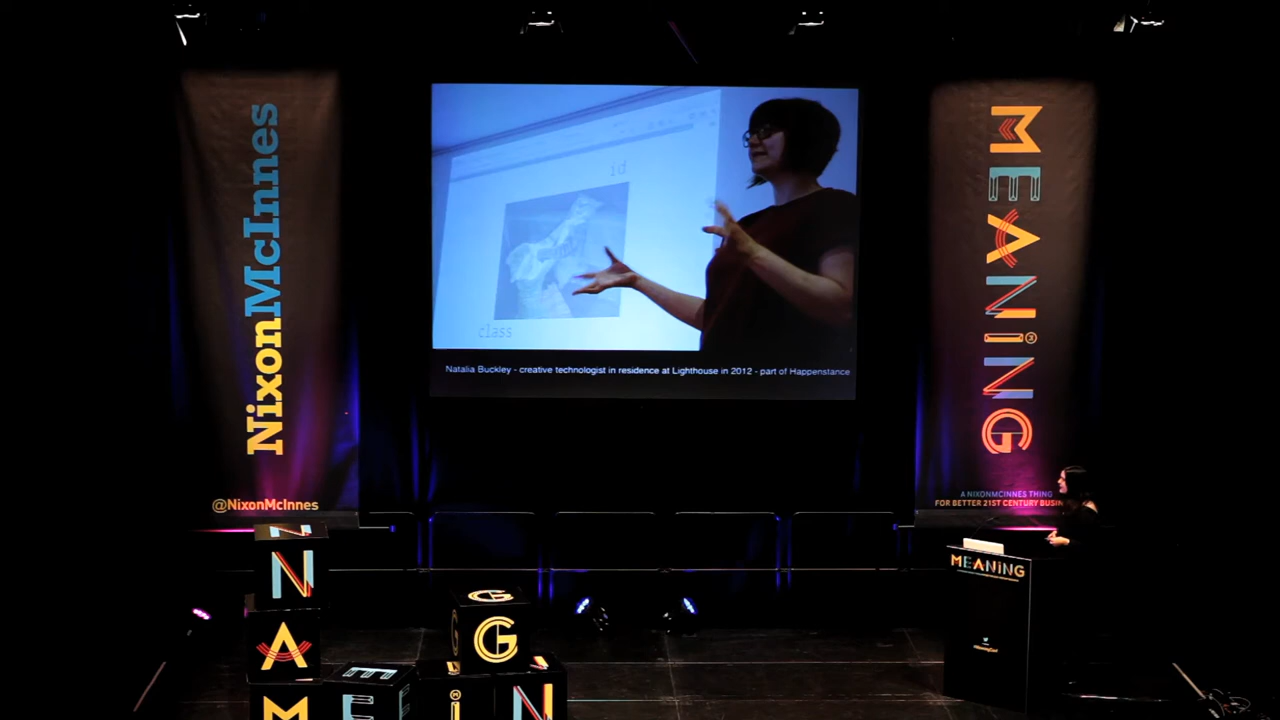 NixonMcInnes
@NixonMcInnes
id
class
Natalia Buckley - creative technologist in residence at Lighthouse in 2012 - part of Happenstance
MEANiNG
A NIXONMCINNES THING
FOR BETTER 21ST CENTURY BUSIN
MEANiNG
N
N
A
M
E
E
G
G
i
N